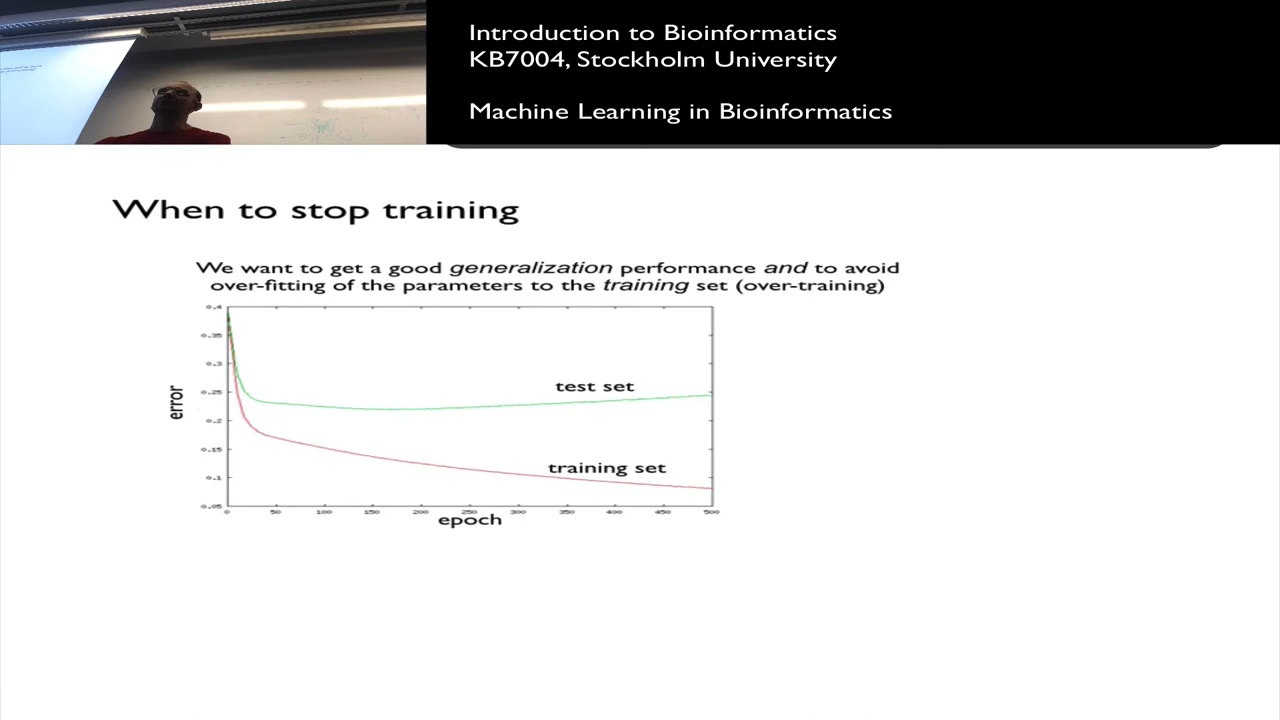 Introduction to Bioinformatics
KB7004, Stockholm University
Machine Learning in Bioinformatics
When to stop training
We want to get a good generalization performance and to avoid
over-fitting of the parameters to the training set (over-training)
0.4
0.35
0.3
0.25
0.2
0.15
0.1
0.05
error
test set
training set
0 50 100 150 200 250 300 350 400 450 500
epoch